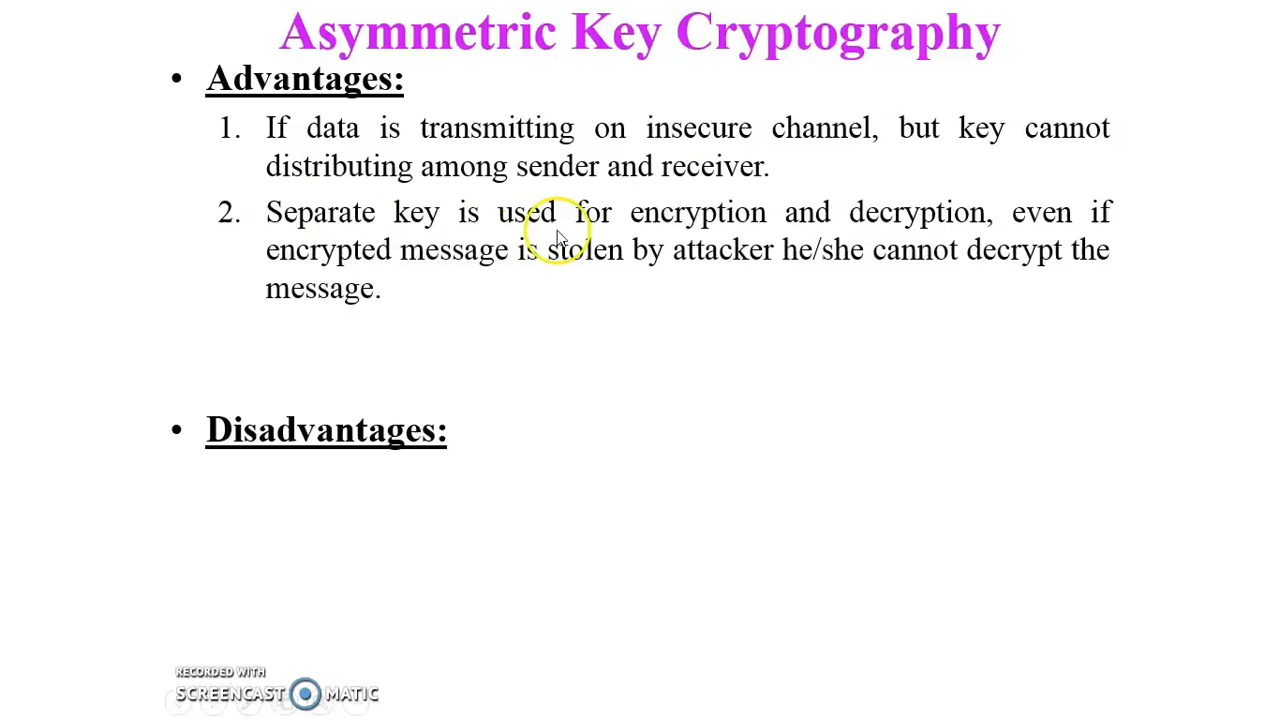 Asymmetric Key Cryptography
• Advantages:
1. If data is transmitting on insecure channel, but key cannot
distributing among sender and receiver.
2. Separate key is used for encryption and decryption, even if
encrypted message is stolen by attacker he/she cannot decrypt the
message.
• Disadvantages:
RECORDED WITH
SCREENCAST MATIC